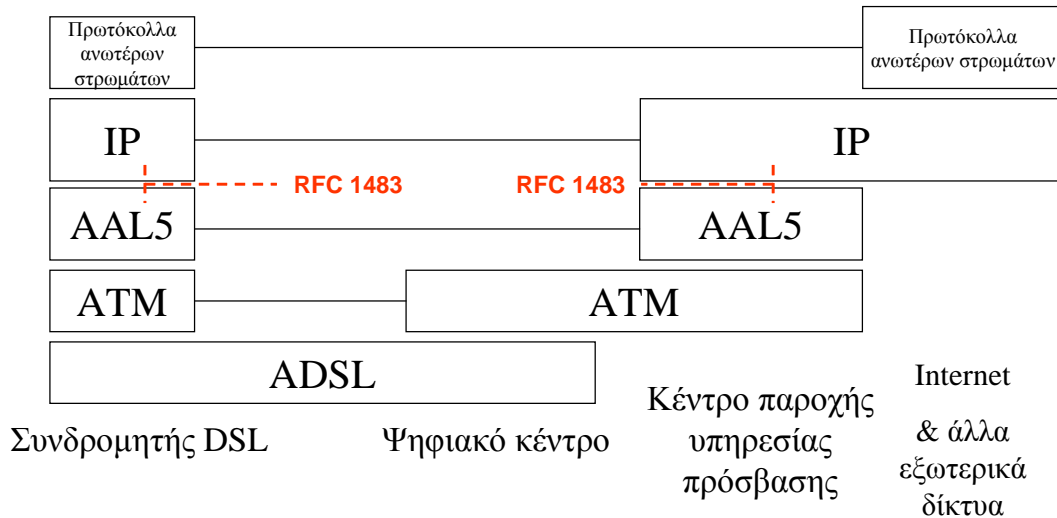 Πρωτόκολλα
ανωτέρων
στρωμάτων
Πρωτόκολλα
ανωτέρων στρωμάτων
IP
IP
RFC 1483
RFC 1483
AAL5
AAL5
ATM
ATM
ADSL
Συνδρομητής DSL
Ψηφιακό κέντρο
Κέντρο παροχής
υπηρεσίας
πρόσβασης
Internet
& άλλα
εξωτερικά
δίκτυα